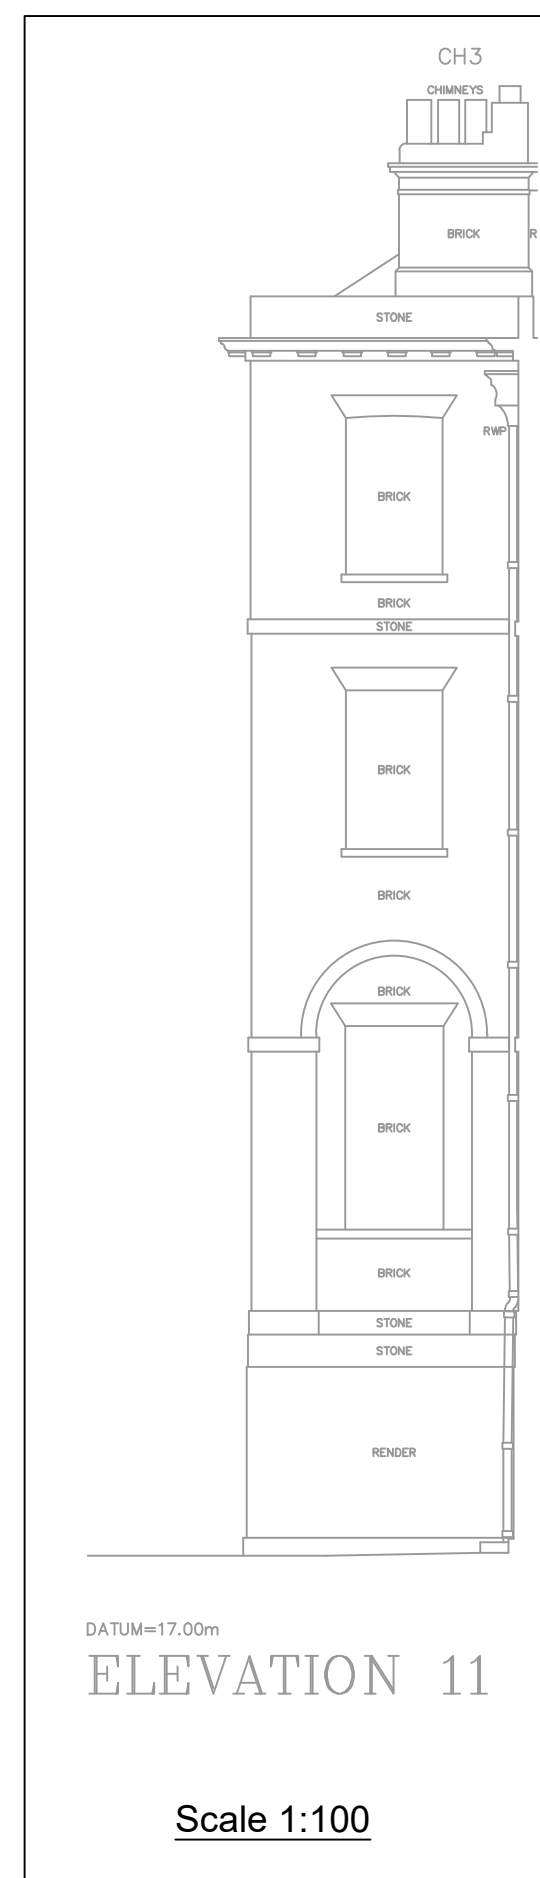 CH3
CHIMNEYS
BRICK
R
STONE
RWP
BRICK
BRICK
STONE
BRICK
BRICK
BRICK
BRICK
BRICK
STONE
STONE
RENDER
DATUM=17.00m
ELEVATION 11
Scale 1:100